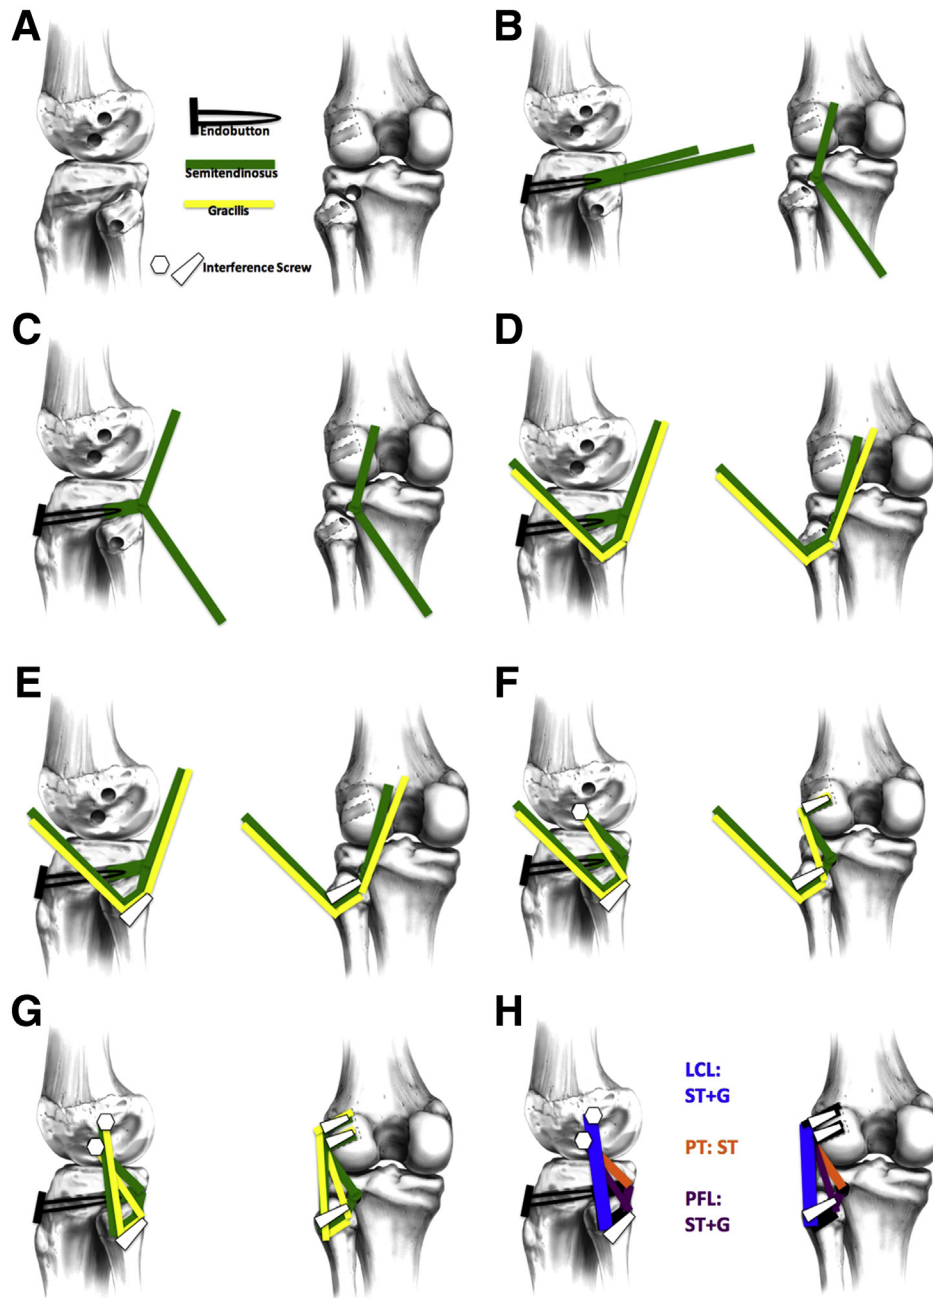 A
B
Endobutton
Semitendinosus
Gracilis
Interference Screw
C
D
E
F
G
H
LCL:
ST+G
PT: ST
PFL:
ST+G